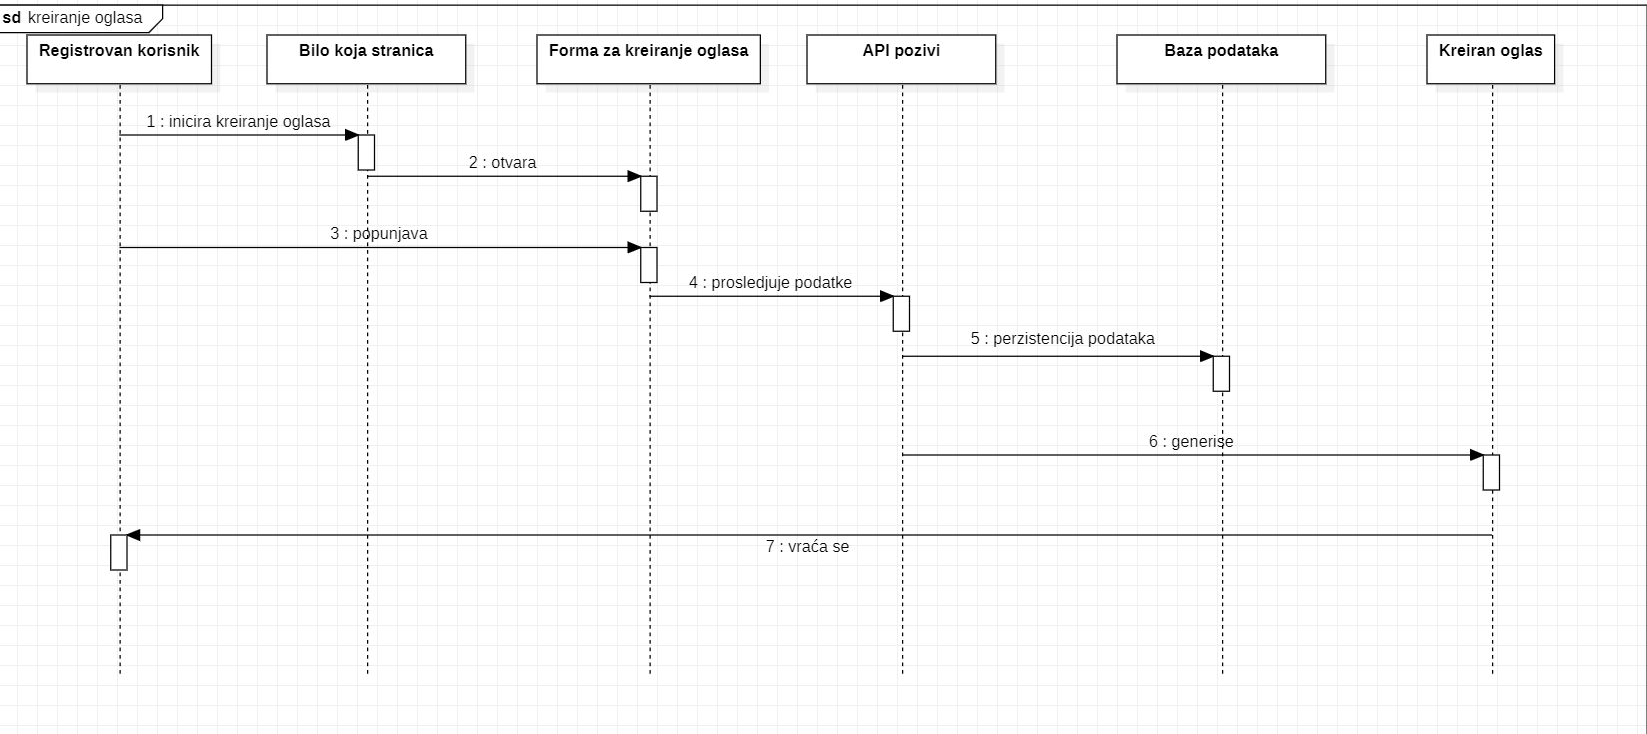 sd kreiranje oglasa
Registrovan korisnik
Bilo koja stranica
Forma za kreiranje oglasa
API pozivi
Baza podataka
Kreiran oglas
1 : inicira kreiranje oglasa
2 : otvara
3 : popunjava
4 : prosledjuje podatke
5 : perzistencija podataka
6 : generise
7 : vraća se